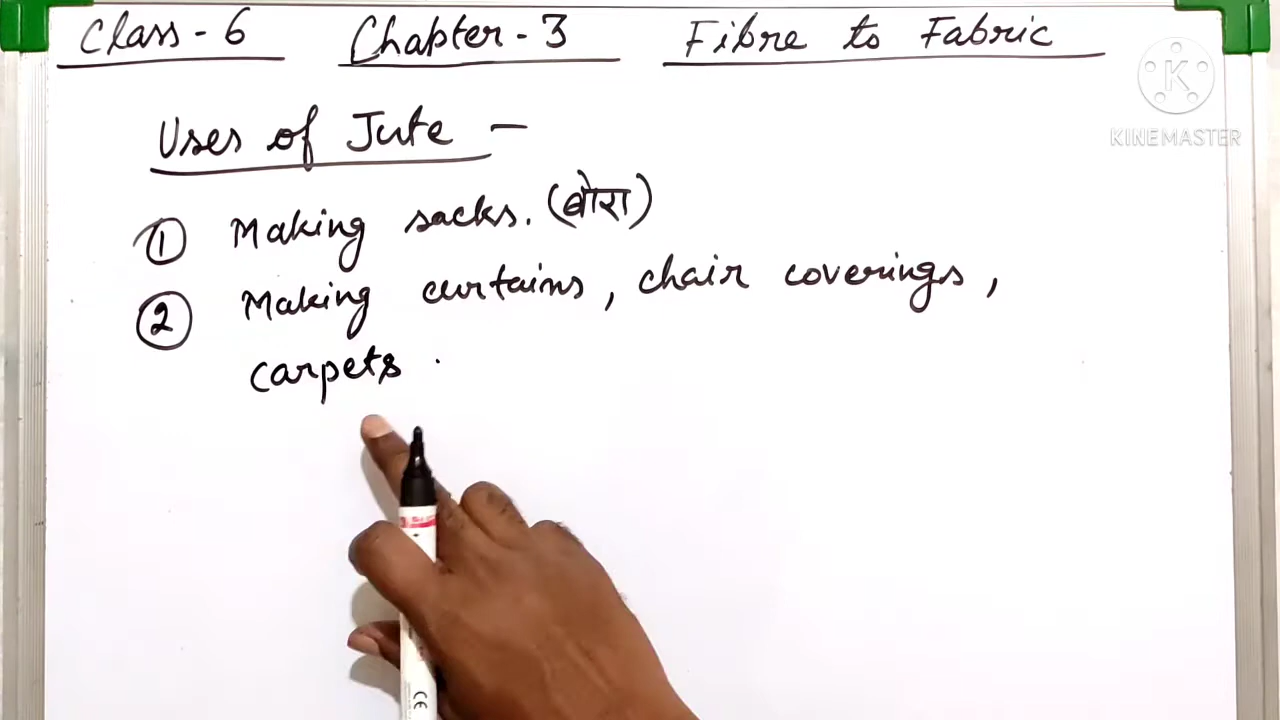 Class - 6 Chapter - 3 Fibre to Fabric
K
KINEMASTER
Uses of Jute -
① Making sacks. (बोरा)
② Making curtains, chair coverings,
carpets.
CE